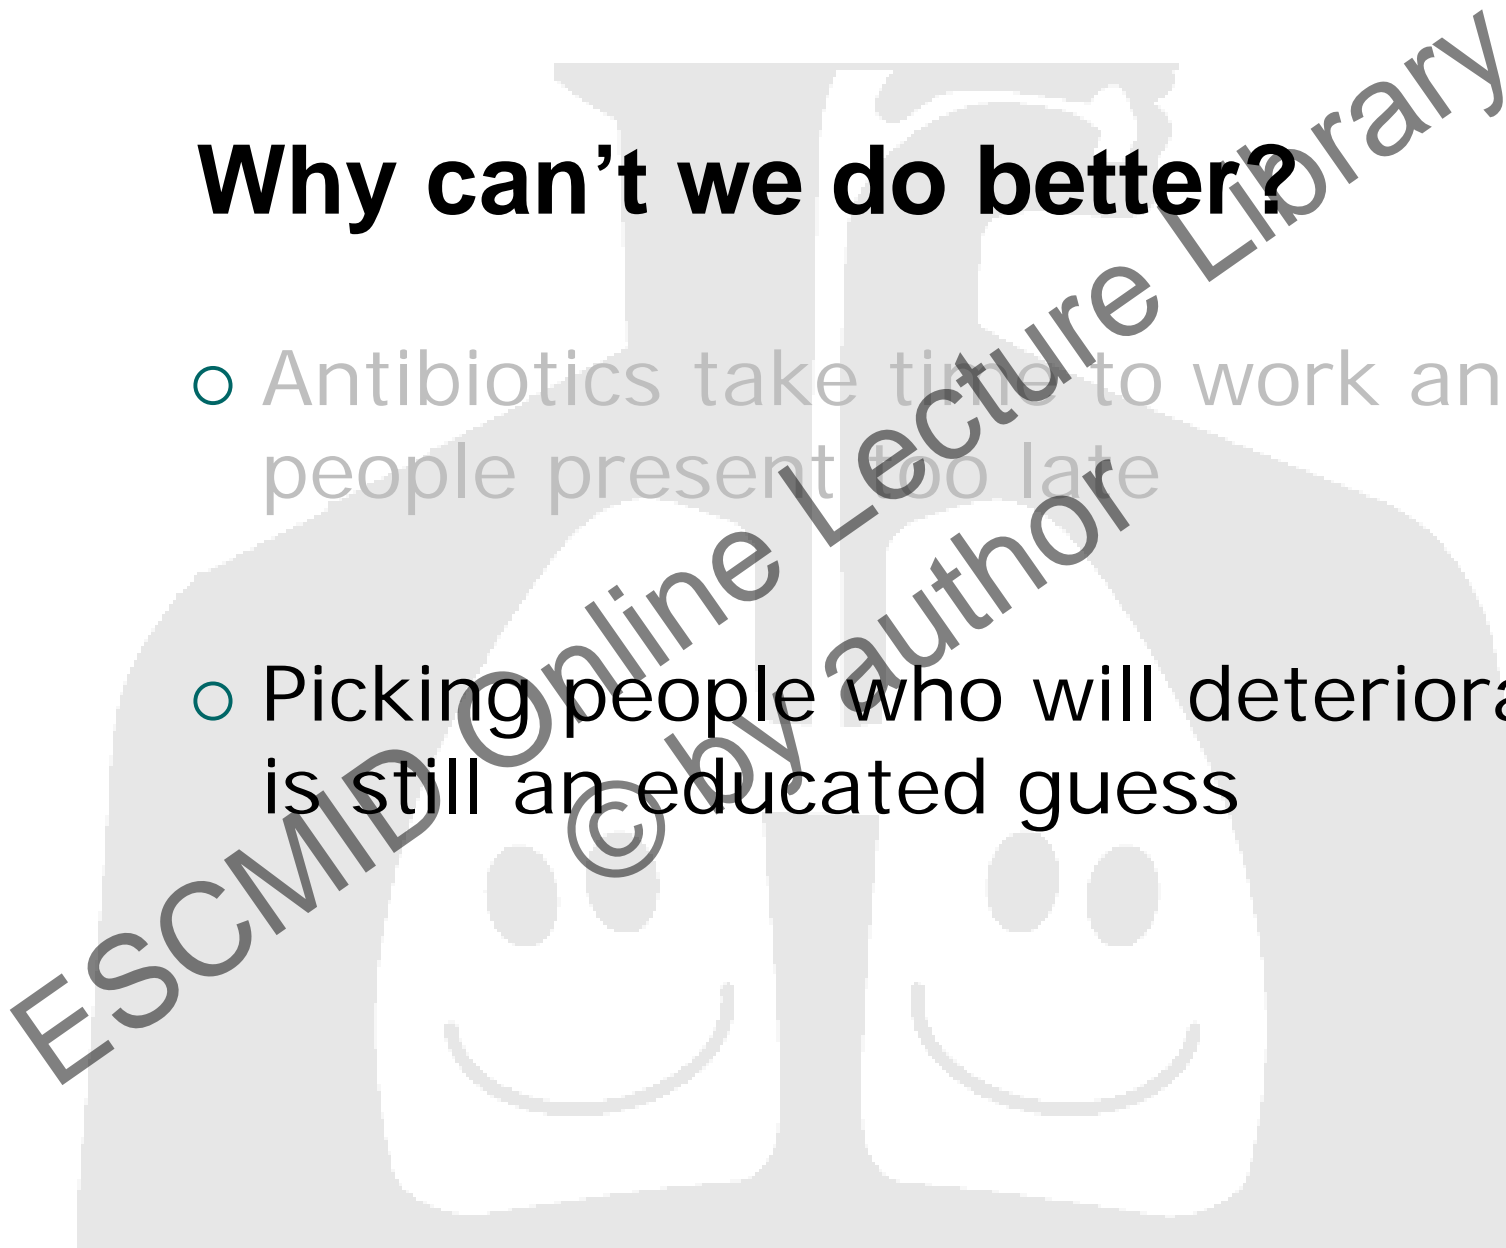 Why can’t we do better?
Antibiotics take time to work an
people present too late
Picking people who will deteriora
is still an educated guess
ESCMID Online Lecture Library
© by author